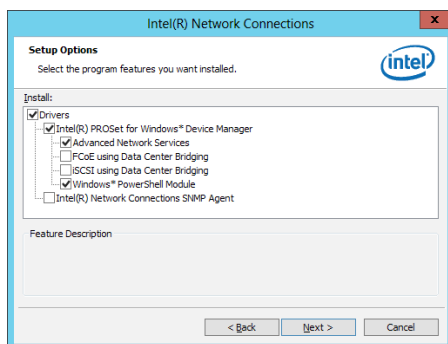 Intel(R) Network Connections
x
Setup Options
Select the program features you want installed.
intel
Install:
Drivers
Intel(R) PROSet for Windows* Device Manager
Advanced Network Services
FCoE using Data Center Bridging
iSCSI using Data Center Bridging
Windows* PowerShell Module
Intel(R) Network Connections SNMP Agent
Feature Description
< Back
Next >
Cancel